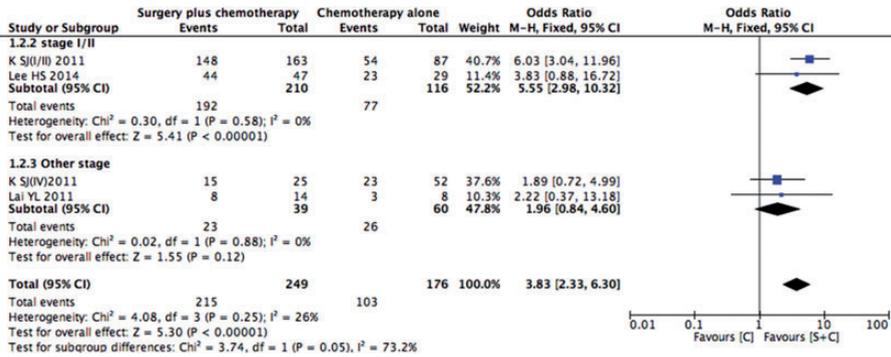 Surgery plus chemotherapy Chemotherapy alone Odds Ratio Odds Ratio
Study or Subgroup Events Total Events Total Weight M-H, Fixed, 95% CI M-H, Fixed, 95% CI
1.2.2 stage I/II
K SJ(I/II) 2011 148 163 54 87 40.7% 6.03 [3.04, 11.96]
Lee HS 2014 44 47 23 29 11.4% 3.83 [0.88, 16.72]
Subtotal (95% CI) 210 116 52.2% 5.55 [2.98, 10.32]
Total events 192 77
Heterogeneity: Chi² = 0.30, df = 1 (P = 0.58); I² = 0%
Test for overall effect: Z = 5.41 (P < 0.00001)
1.2.3 Other stage
K SJ(IV)2011 15 25 23 52 37.6% 1.89 [0.72, 4.99]
Lai YL 2011 8 14 3 8 10.3% 2.22 [0.37, 13.18]
Subtotal (95% CI) 39 60 47.8% 1.96 [0.84, 4.60]
Total events 23 26
Heterogeneity: Chi² = 0.02, df = 1 (P = 0.88); I² = 0%
Test for overall effect: Z = 1.55 (P = 0.12)
Total (95% CI) 249 176 100.0% 3.83 [2.33, 6.30]
Total events 215 103
Heterogeneity: Chi² = 4.08, df = 3 (P = 0.25); I² = 26%
Test for overall effect: Z = 5.30 (P < 0.00001)
Test for subgroup differences: Chi² = 3.74, df = 1 (P = 0.05), I² = 73.2%
0.01 0.1 1 10 100
Favours [C] Favours [S+C]